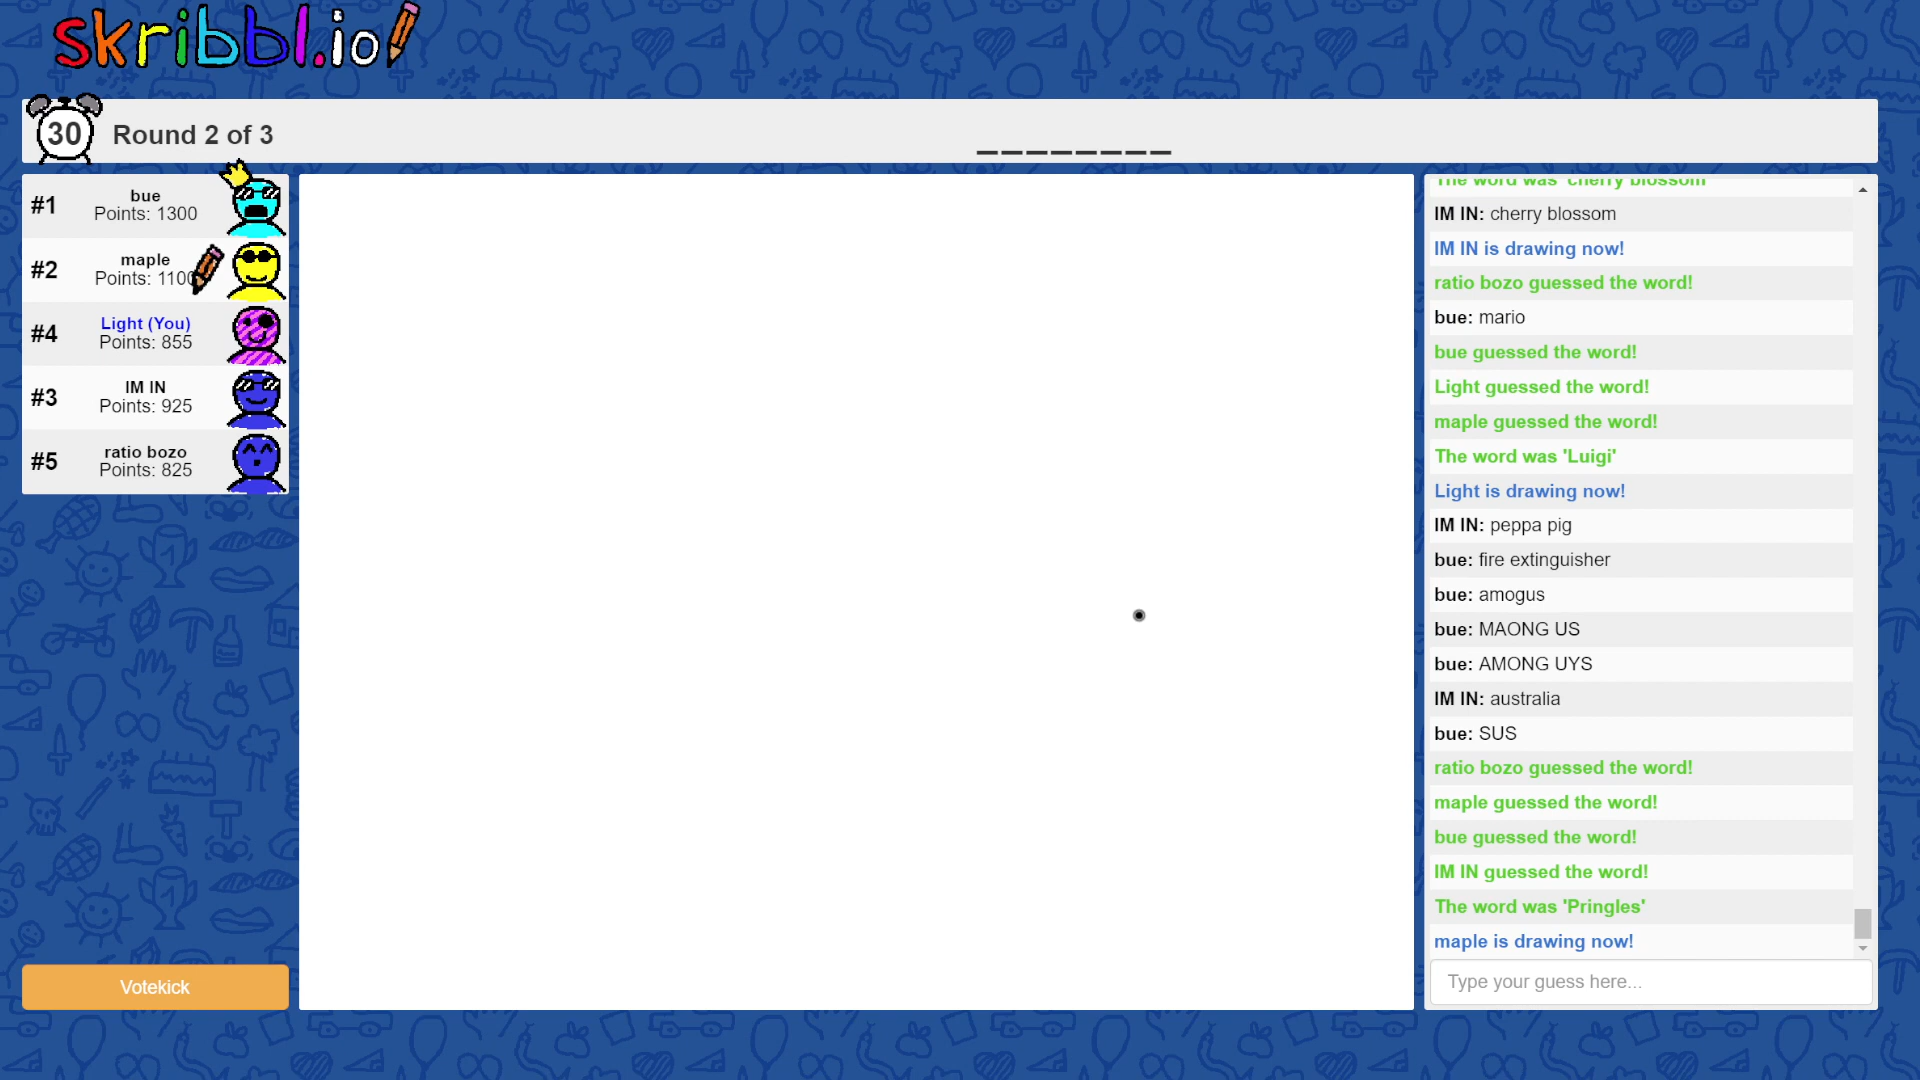 skribbl.io
30
Round 2 of 3
________
#1
bue
Points: 1300
#2
maple
Points: 1100
#4
Light (You)
Points: 855
#3
IM IN
Points: 925
#5
ratio bozo
Points: 825
Votekick
The word was 'cherry blossom'
IM IN: cherry blossom
IM IN is drawing now!
ratio bozo guessed the word!
bue: mario
bue guessed the word!
Light guessed the word!
maple guessed the word!
The word was 'Luigi'
Light is drawing now!
IM IN: peppa pig
bue: fire extinguisher
bue: amogus
bue: MAONG US
bue: AMONG UYS
IM IN: australia
bue: SUS
ratio bozo guessed the word!
maple guessed the word!
bue guessed the word!
IM IN guessed the word!
The word was 'Pringles'
maple is drawing now!
Type your guess here...